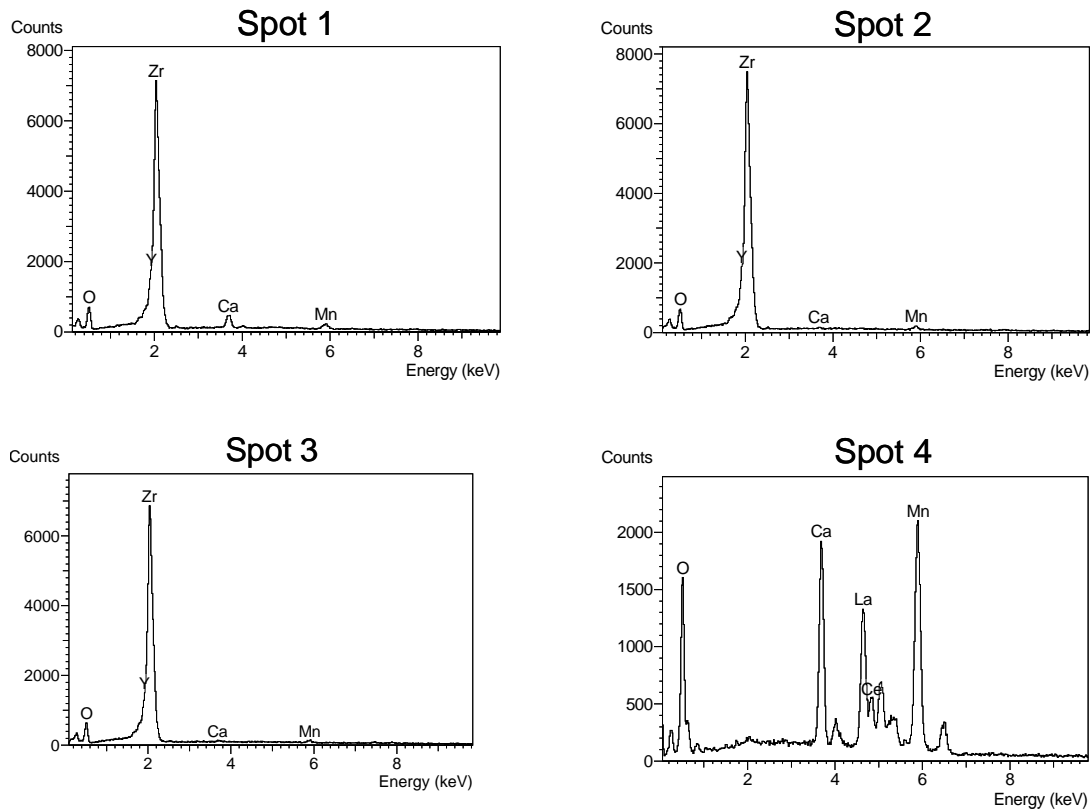 Spot 1
Counts
8000
6000
4000
2000
0
Zr
Y
O
Ca
Mn
2 4 6 8
Energy (keV)
Spot 2
Counts
8000
6000
4000
2000
0
Zr
Y
O
Ca
Mn
2 4 6 8
Energy (keV)
Spot 3
Counts
6000
4000
2000
0
Zr
Y
O
Ca
Mn
2 4 6 8
Energy (keV)
Spot 4
Counts
2000
1500
1000
500
0
Mn
Ca
O
La
Ce
2 4 6 8
Energy (keV)